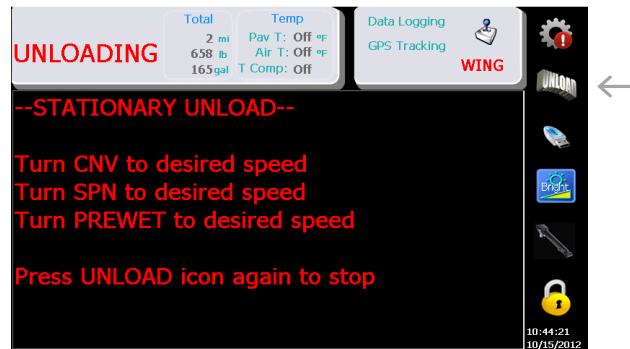 UNLOADING
Total
2 mi
658 lb
165 gal
Temp
Pav T: Off °F
Air T: Off °F
T Comp: Off
Data Logging
GPS Tracking
WING
UNLOAD
--STATIONARY UNLOAD--
Turn CNV to desired speed
Turn SPN to desired speed
Turn PREWET to desired speed
Press UNLOAD icon again to stop
Bright
10:44:21
10/15/2012